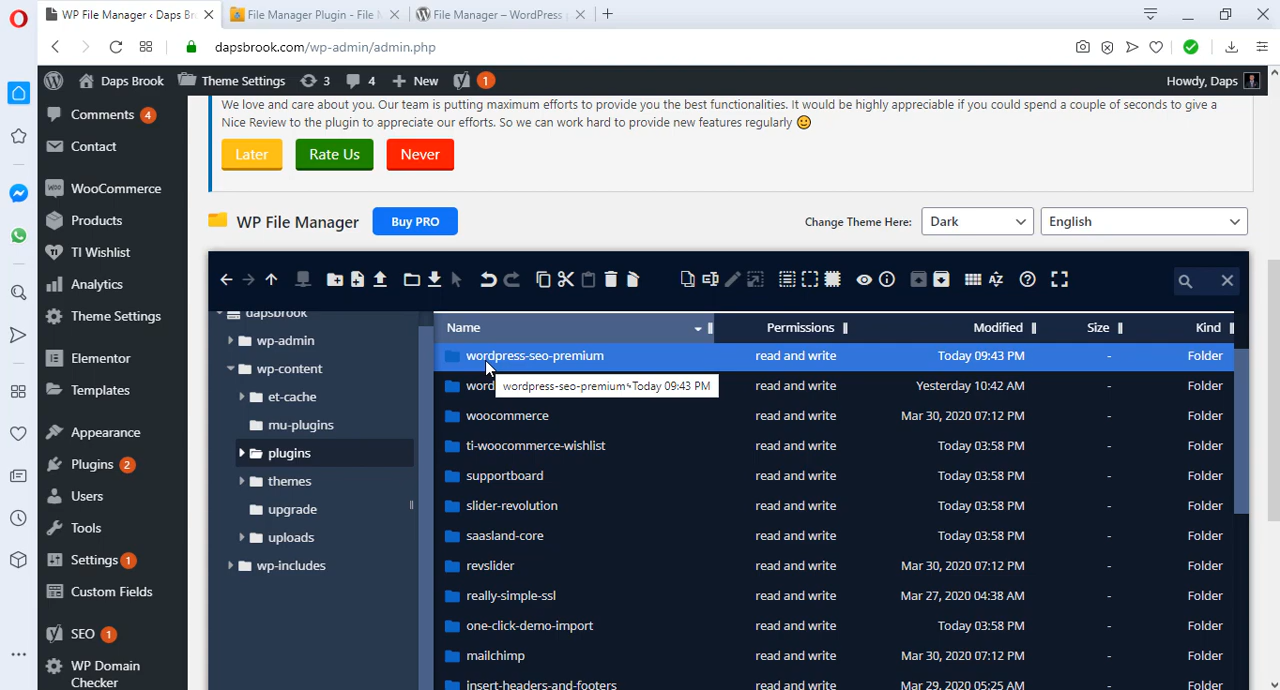 WP File Manager ‹ Daps Br
File Manager Plugin - File M
File Manager – WordPress
dapsbrook.com/wp-admin/admin.php
Daps Brook
Theme Settings
3
4
New
1
Howdy, Daps
Comments 4
Contact
WooCommerce
Products
TI Wishlist
Analytics
Theme Settings
Elementor
Templates
Appearance
Plugins 2
Users
Tools
Settings 1
Custom Fields
SEO 1
WP Domain
Checker
We love and care about you. Our team is putting maximum efforts to provide you the best functionalities. It would be highly appreciable if you could spend a couple of seconds to give a
Nice Review to the plugin to appreciate our efforts. So we can work hard to provide new features regularly
Later Rate Us Never
WP File Manager Buy PRO
Change Theme Here: Dark English
dapsbrook
wp-admin
wp-content
et-cache
mu-plugins
plugins
themes
upgrade
uploads
wp-includes
Name Permissions Modified Size Kind
wordpress-seo-premium read and write Today 09:43 PM - Folder
wordpress-seo-premium Today 09:43 PM
word read and write Yesterday 10:42 AM - Folder
woocommerce read and write Mar 30, 2020 07:12 PM - Folder
ti-woocommerce-wishlist read and write Today 03:58 PM - Folder
supportboard read and write Today 03:58 PM - Folder
slider-revolution read and write Today 03:58 PM - Folder
saasland-core read and write Today 03:58 PM - Folder
revslider read and write Mar 30, 2020 07:12 PM - Folder
really-simple-ssl read and write Mar 27, 2020 04:38 AM - Folder
one-click-demo-import read and write Today 03:58 PM - Folder
mailchimp read and write Mar 30, 2020 07:12 PM - Folder
insert-headers-and-footers read and write Mar 29, 2020 05:25 AM - Folder